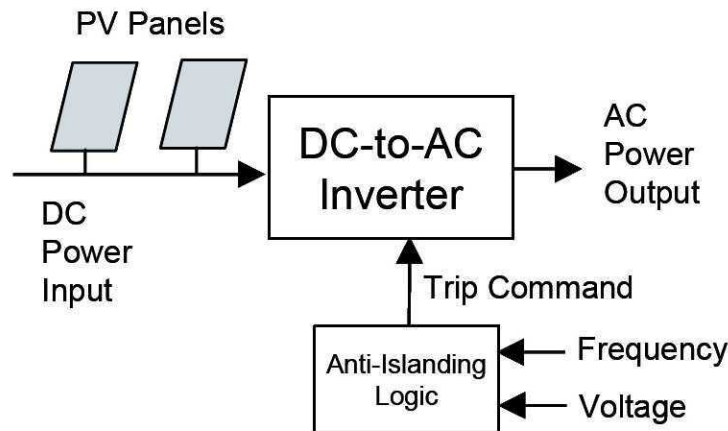 PV Panels
DC-to-AC
Inverter
AC
Power
Output
DC
Power
Input
Trip Command
Anti-Islanding
Logic
Frequency
Voltage